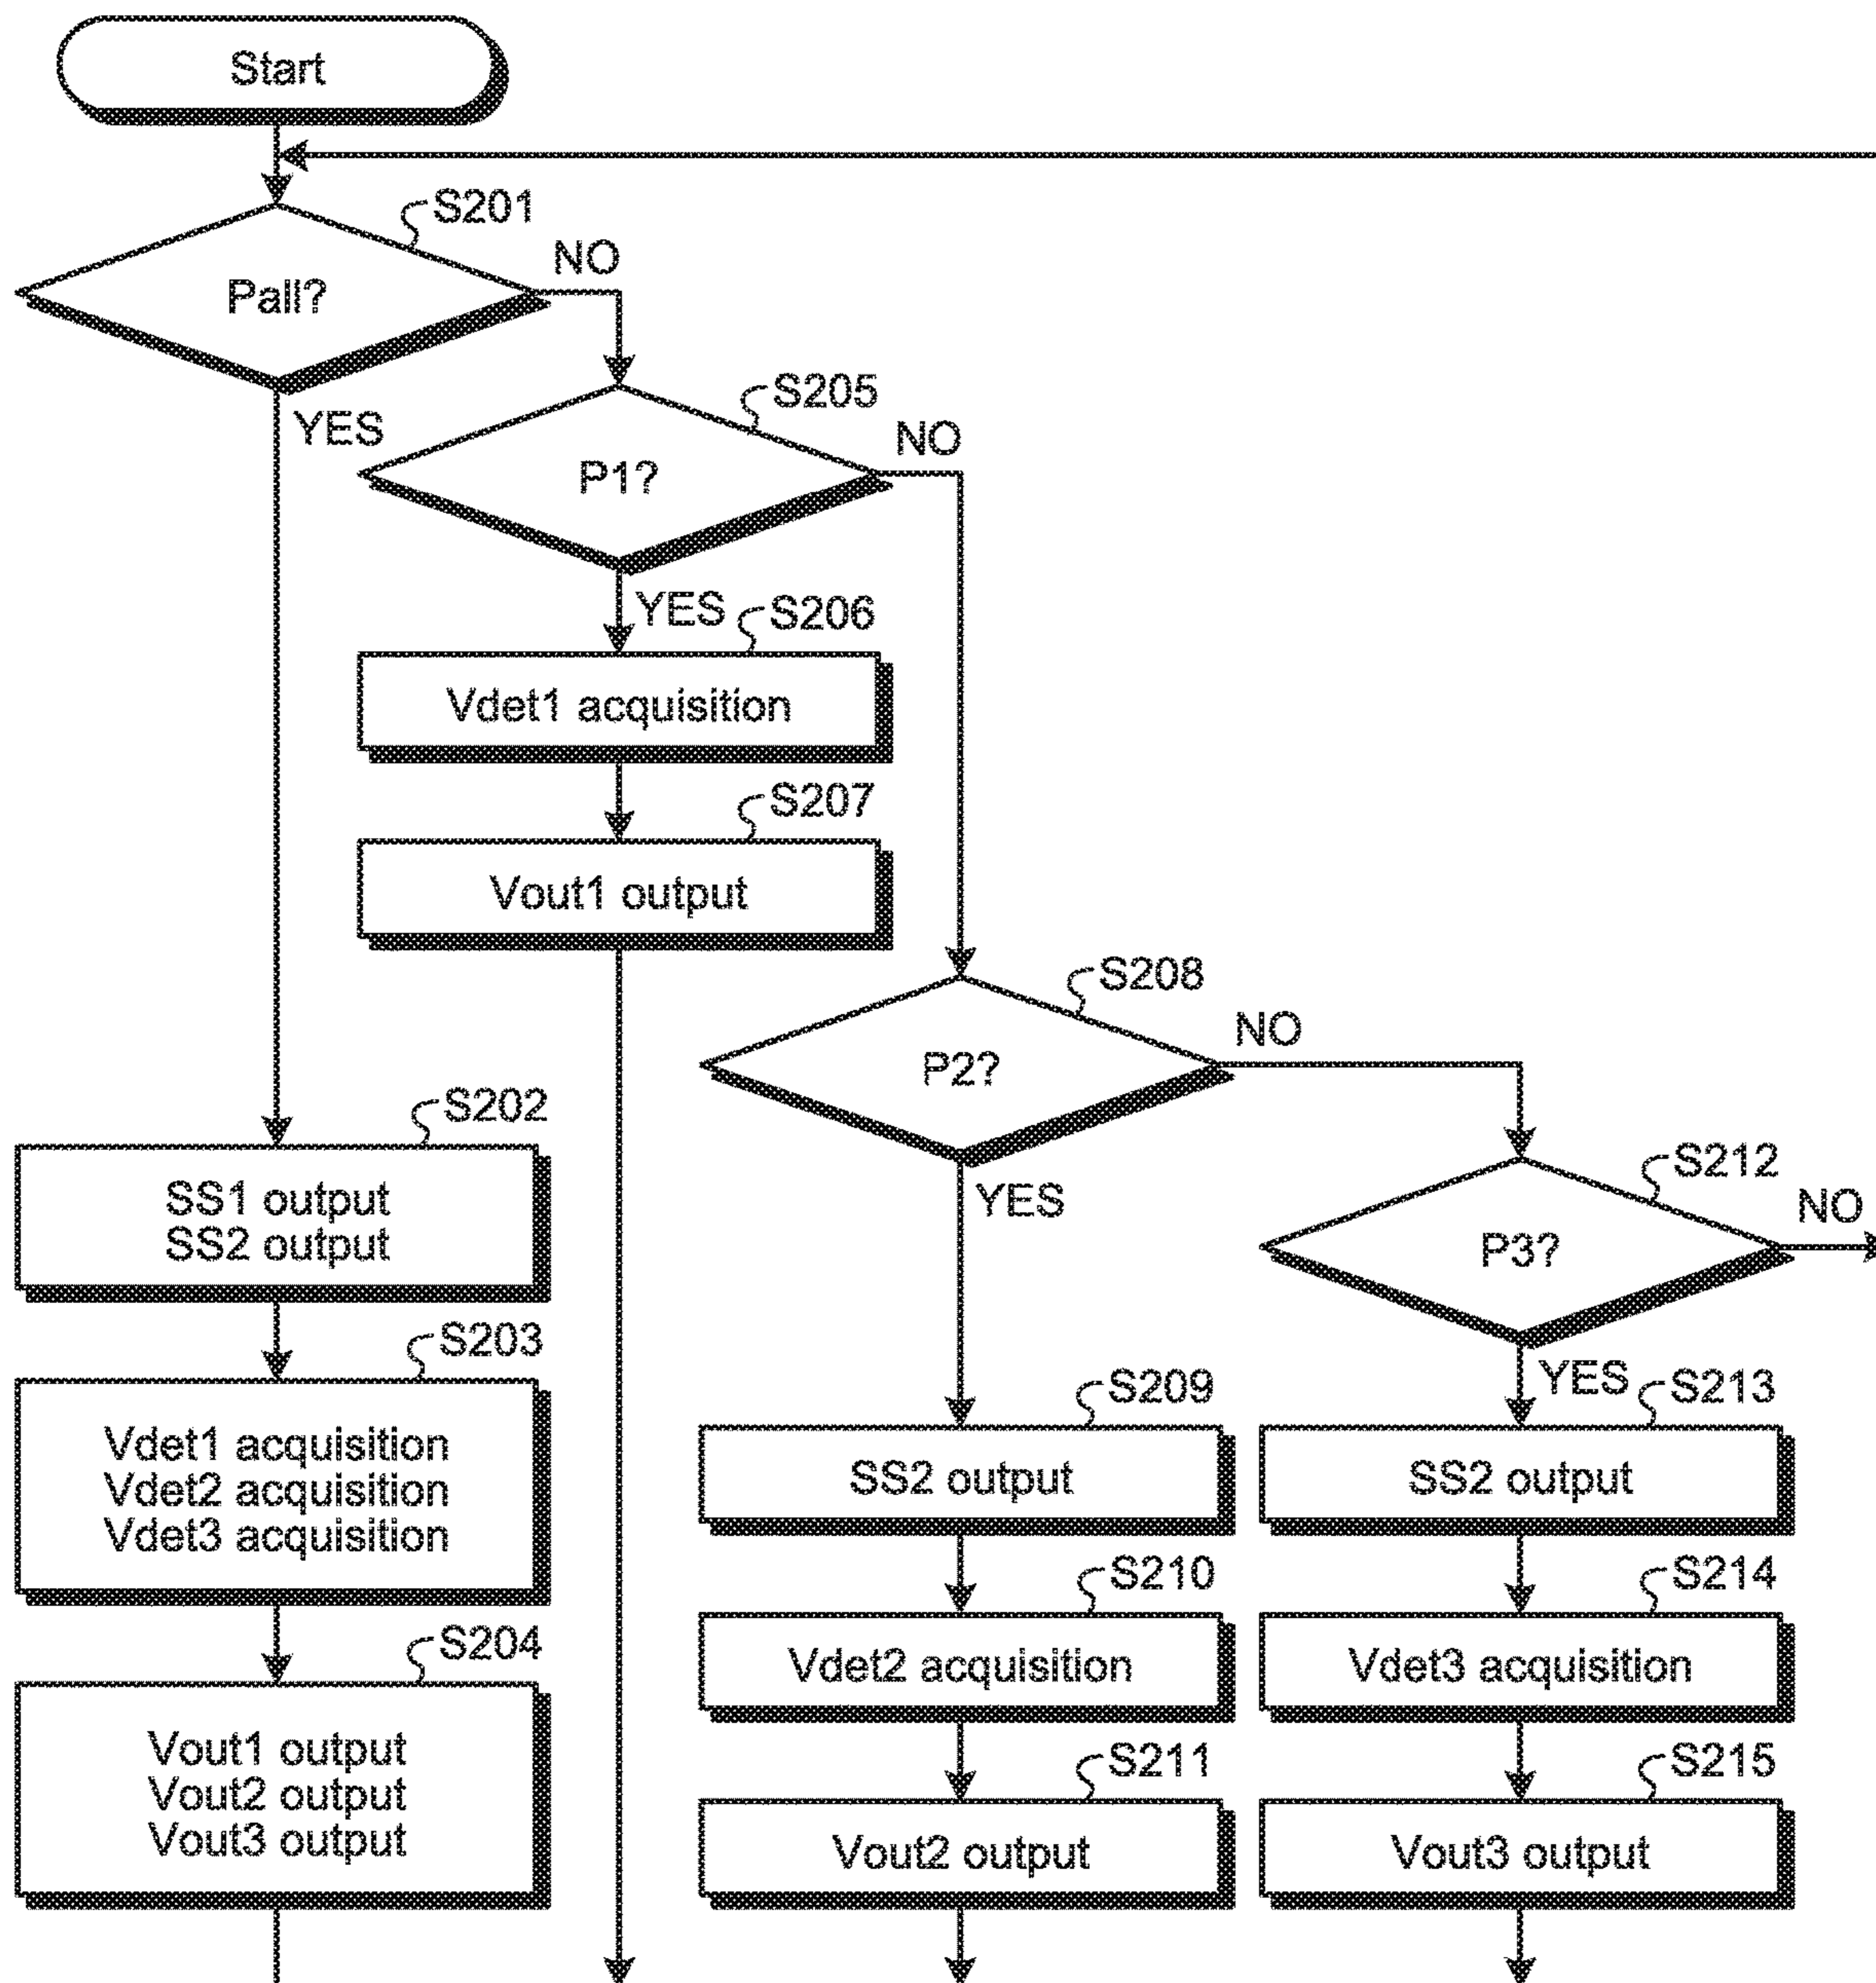 Start
S201
NO
Pall?
S205
YES
NO
P1?
YES
S206
Vdet1 acquisition
S207
Vout1 output
S208
NO
P2?
S202
S212
YES
NO
SS1 output
SS2 output
P3?
S203
YES
S209
S213
Vdet1 acquisition
Vdet2 acquisition
Vdet3 acquisition
SS2 output
SS2 output
S210
S214
S204
Vdet2 acquisition
Vdet3 acquisition
Vout1 output
Vout2 output
Vout3 output
S211
S215
Vout2 output
Vout3 output